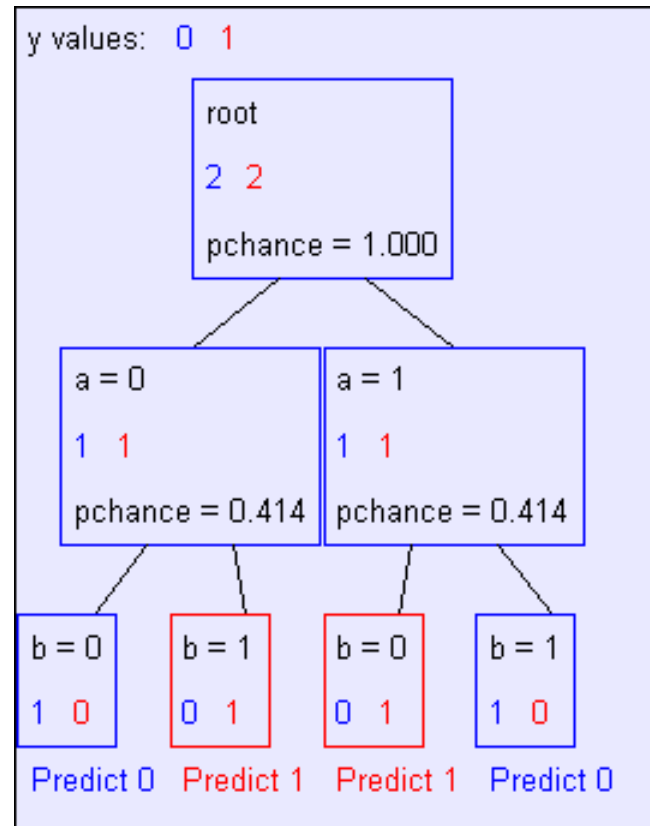 y values: 0 1
root
2 2
pchance = 1.000
a = 0
1 1
pchance = 0.414
a = 1
1 1
pchance = 0.414
b = 0
1 0
Predict 0
b = 1
0 1
Predict 1
b = 0
0 1
Predict 1
b = 1
1 0
Predict 0